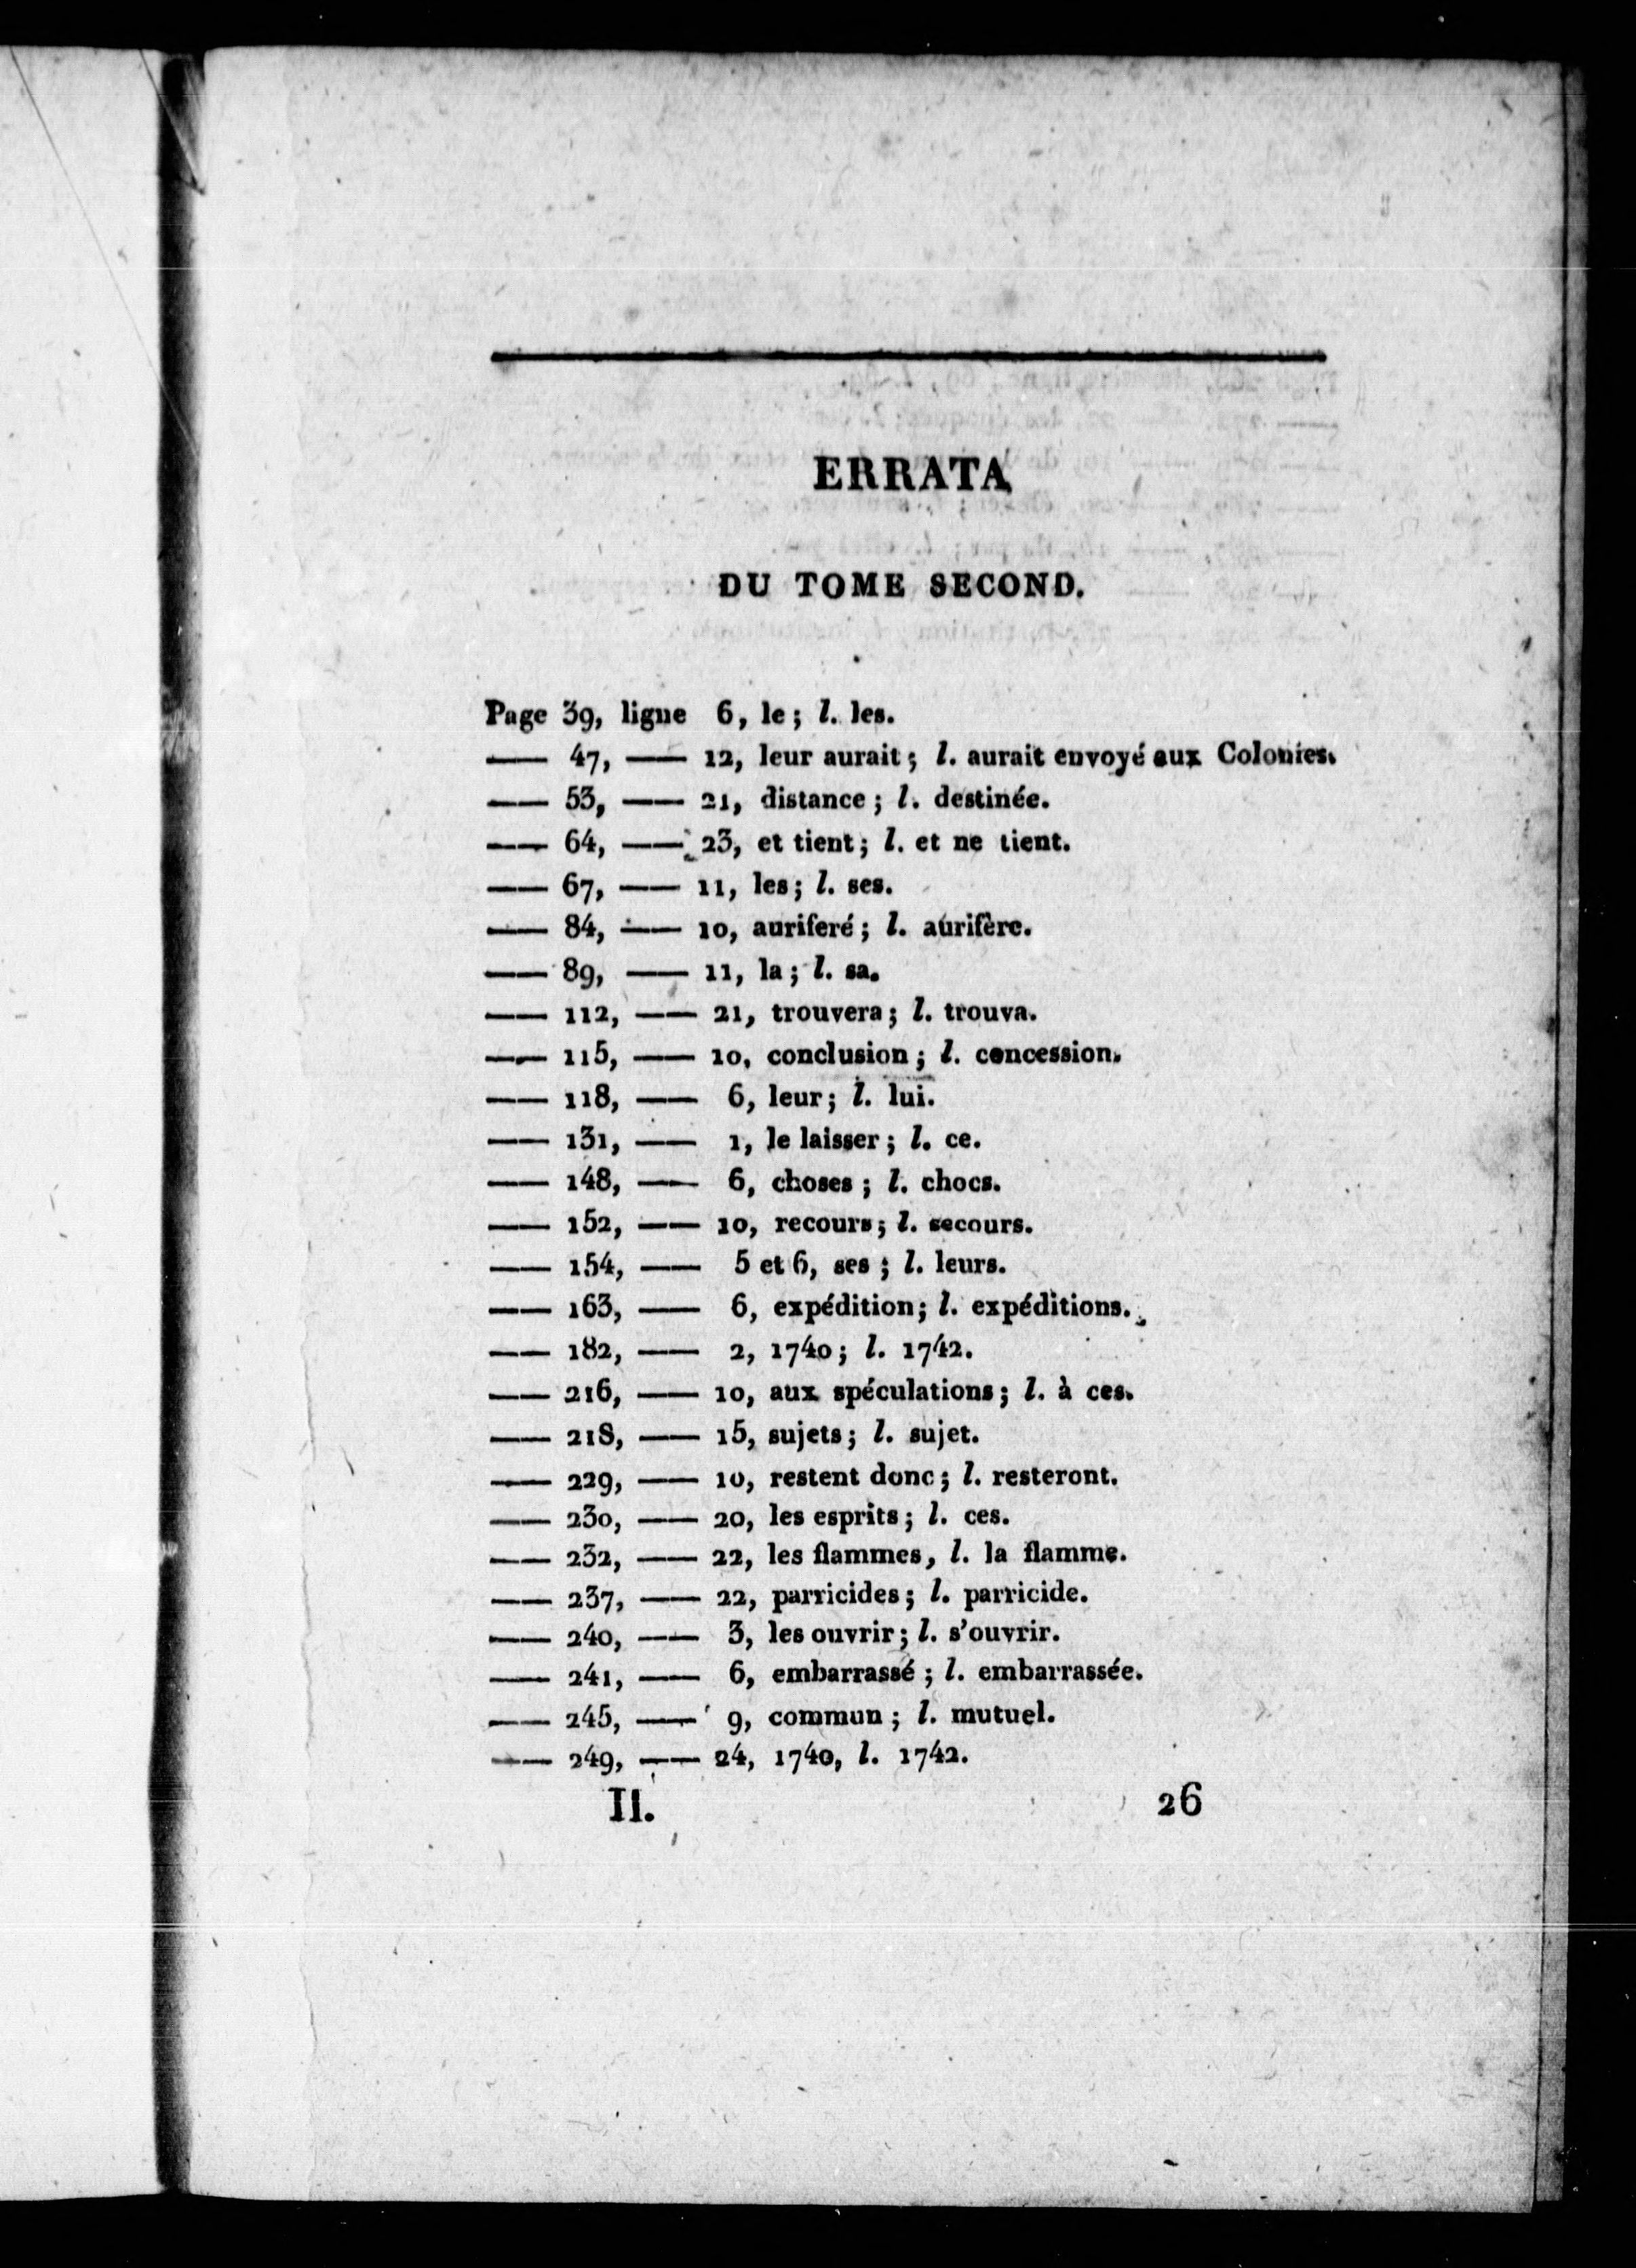 ERRATA
DU TOME SECOND.
Page 39, ligne 6, le; l. les.
—— 47, —— 12, leur aurait; l. aurait envoyé aux Colonies.
—— 53, —— 21, distance; l. destinée.
—— 64, —— 23, et tient; l. et ne tient.
—— 67, —— 11, les; l. ses.
—— 84, —— 10, auriferé; l. aurifère.
—— 89, —— 11, la; l. sa.
—— 112, —— 21, trouvera; l. trouva.
—— 115, —— 10, conclusion; l. concession.
—— 118, —— 6, leur; l. lui.
—— 131, —— 1, le laisser; l. ce.
—— 148, —— 6, choses; l. chocs.
—— 152, —— 10, recours; l. secours.
—— 154, —— 5 et 6, ses; l. leurs.
—— 163, —— 6, expédition; l. expéditions.
—— 182, —— 2, 1740; l. 1742.
—— 216, —— 10, aux spéculations; l. à ces.
—— 218, —— 15, sujets; l. sujet.
—— 229, —— 10, restent donc; l. resteront.
—— 230, —— 20, les esprits; l. ces.
—— 232, —— 22, les flammes, l. la flamme.
—— 237, —— 22, parricides; l. parricide.
—— 240, —— 3, les ouvrir; l. s'ouvrir.
—— 241, —— 6, embarrassé; l. embarrassée.
—— 245, —— 9, commun; l. mutuel.
—— 249, —— 24, 1740, l. 1742.
II. 26